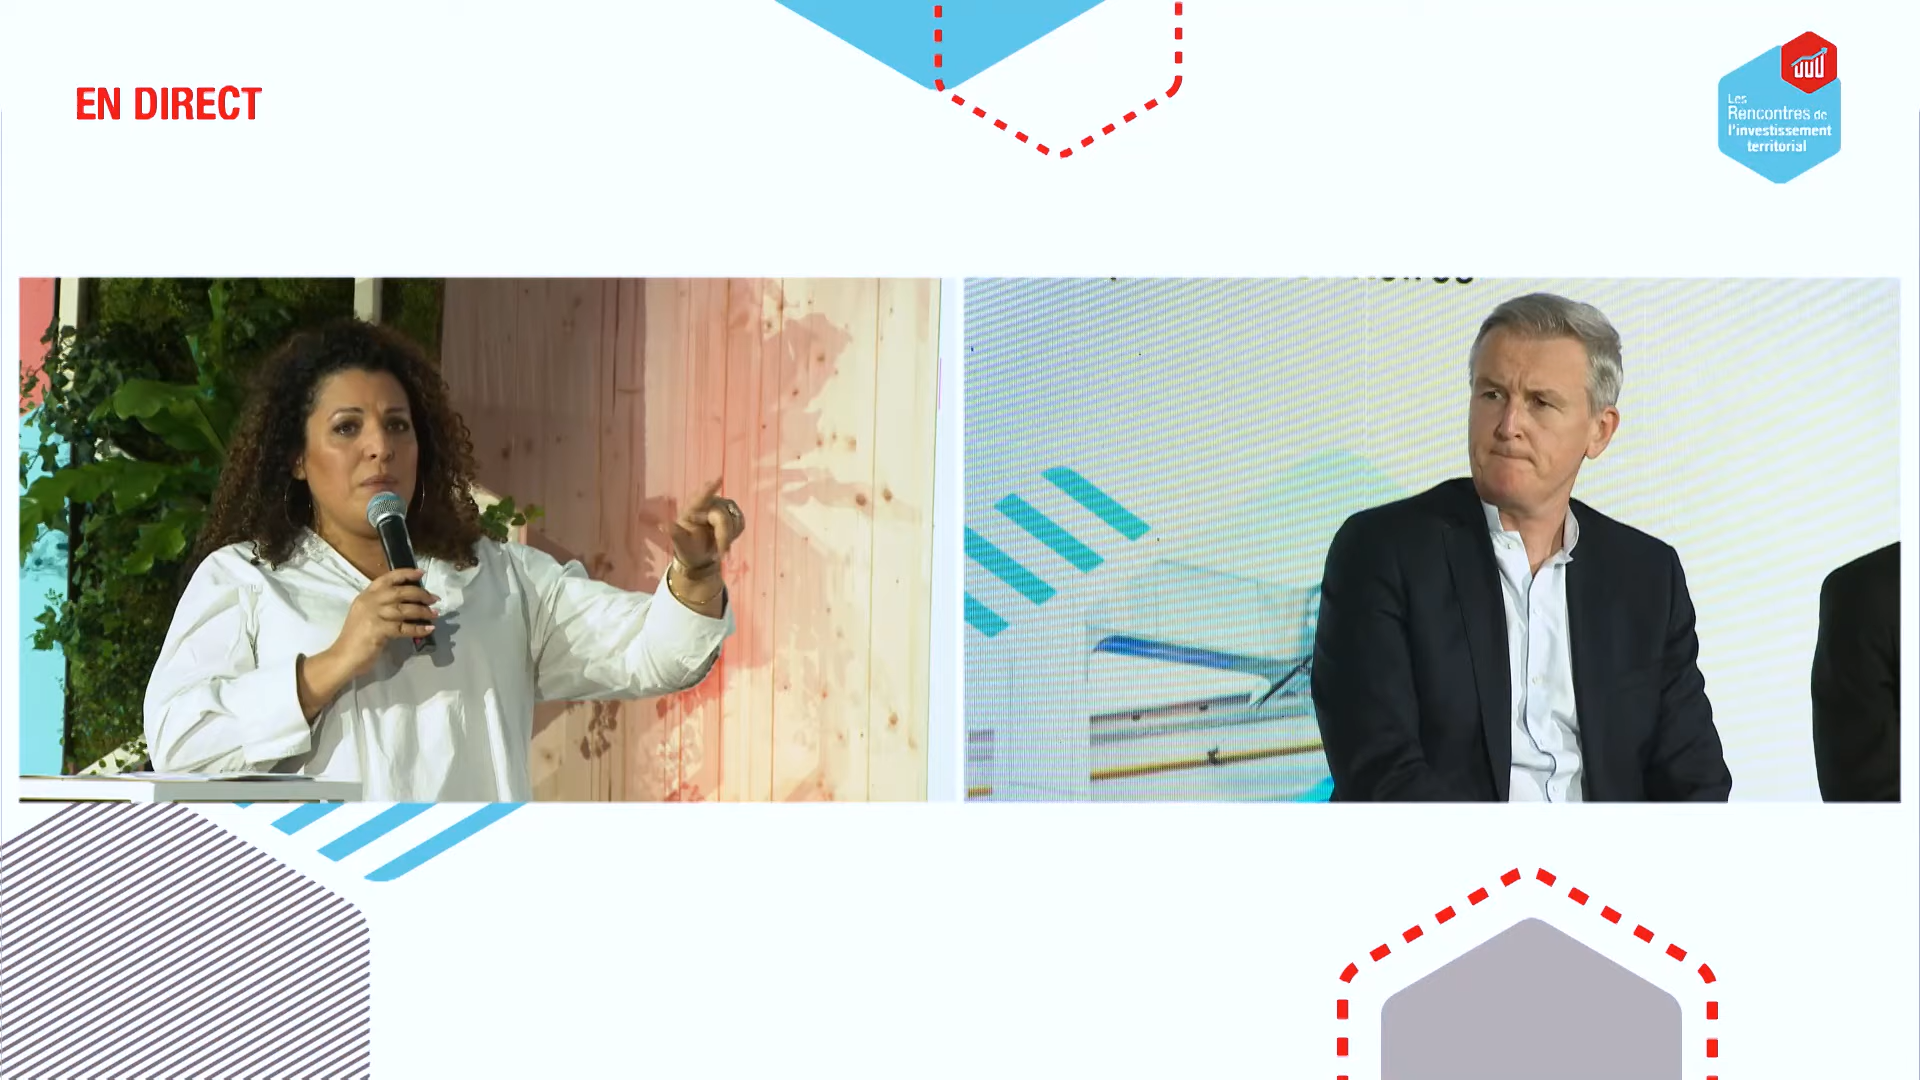 EN DIRECT
Les
Rencontres de
l'investissement
territorial